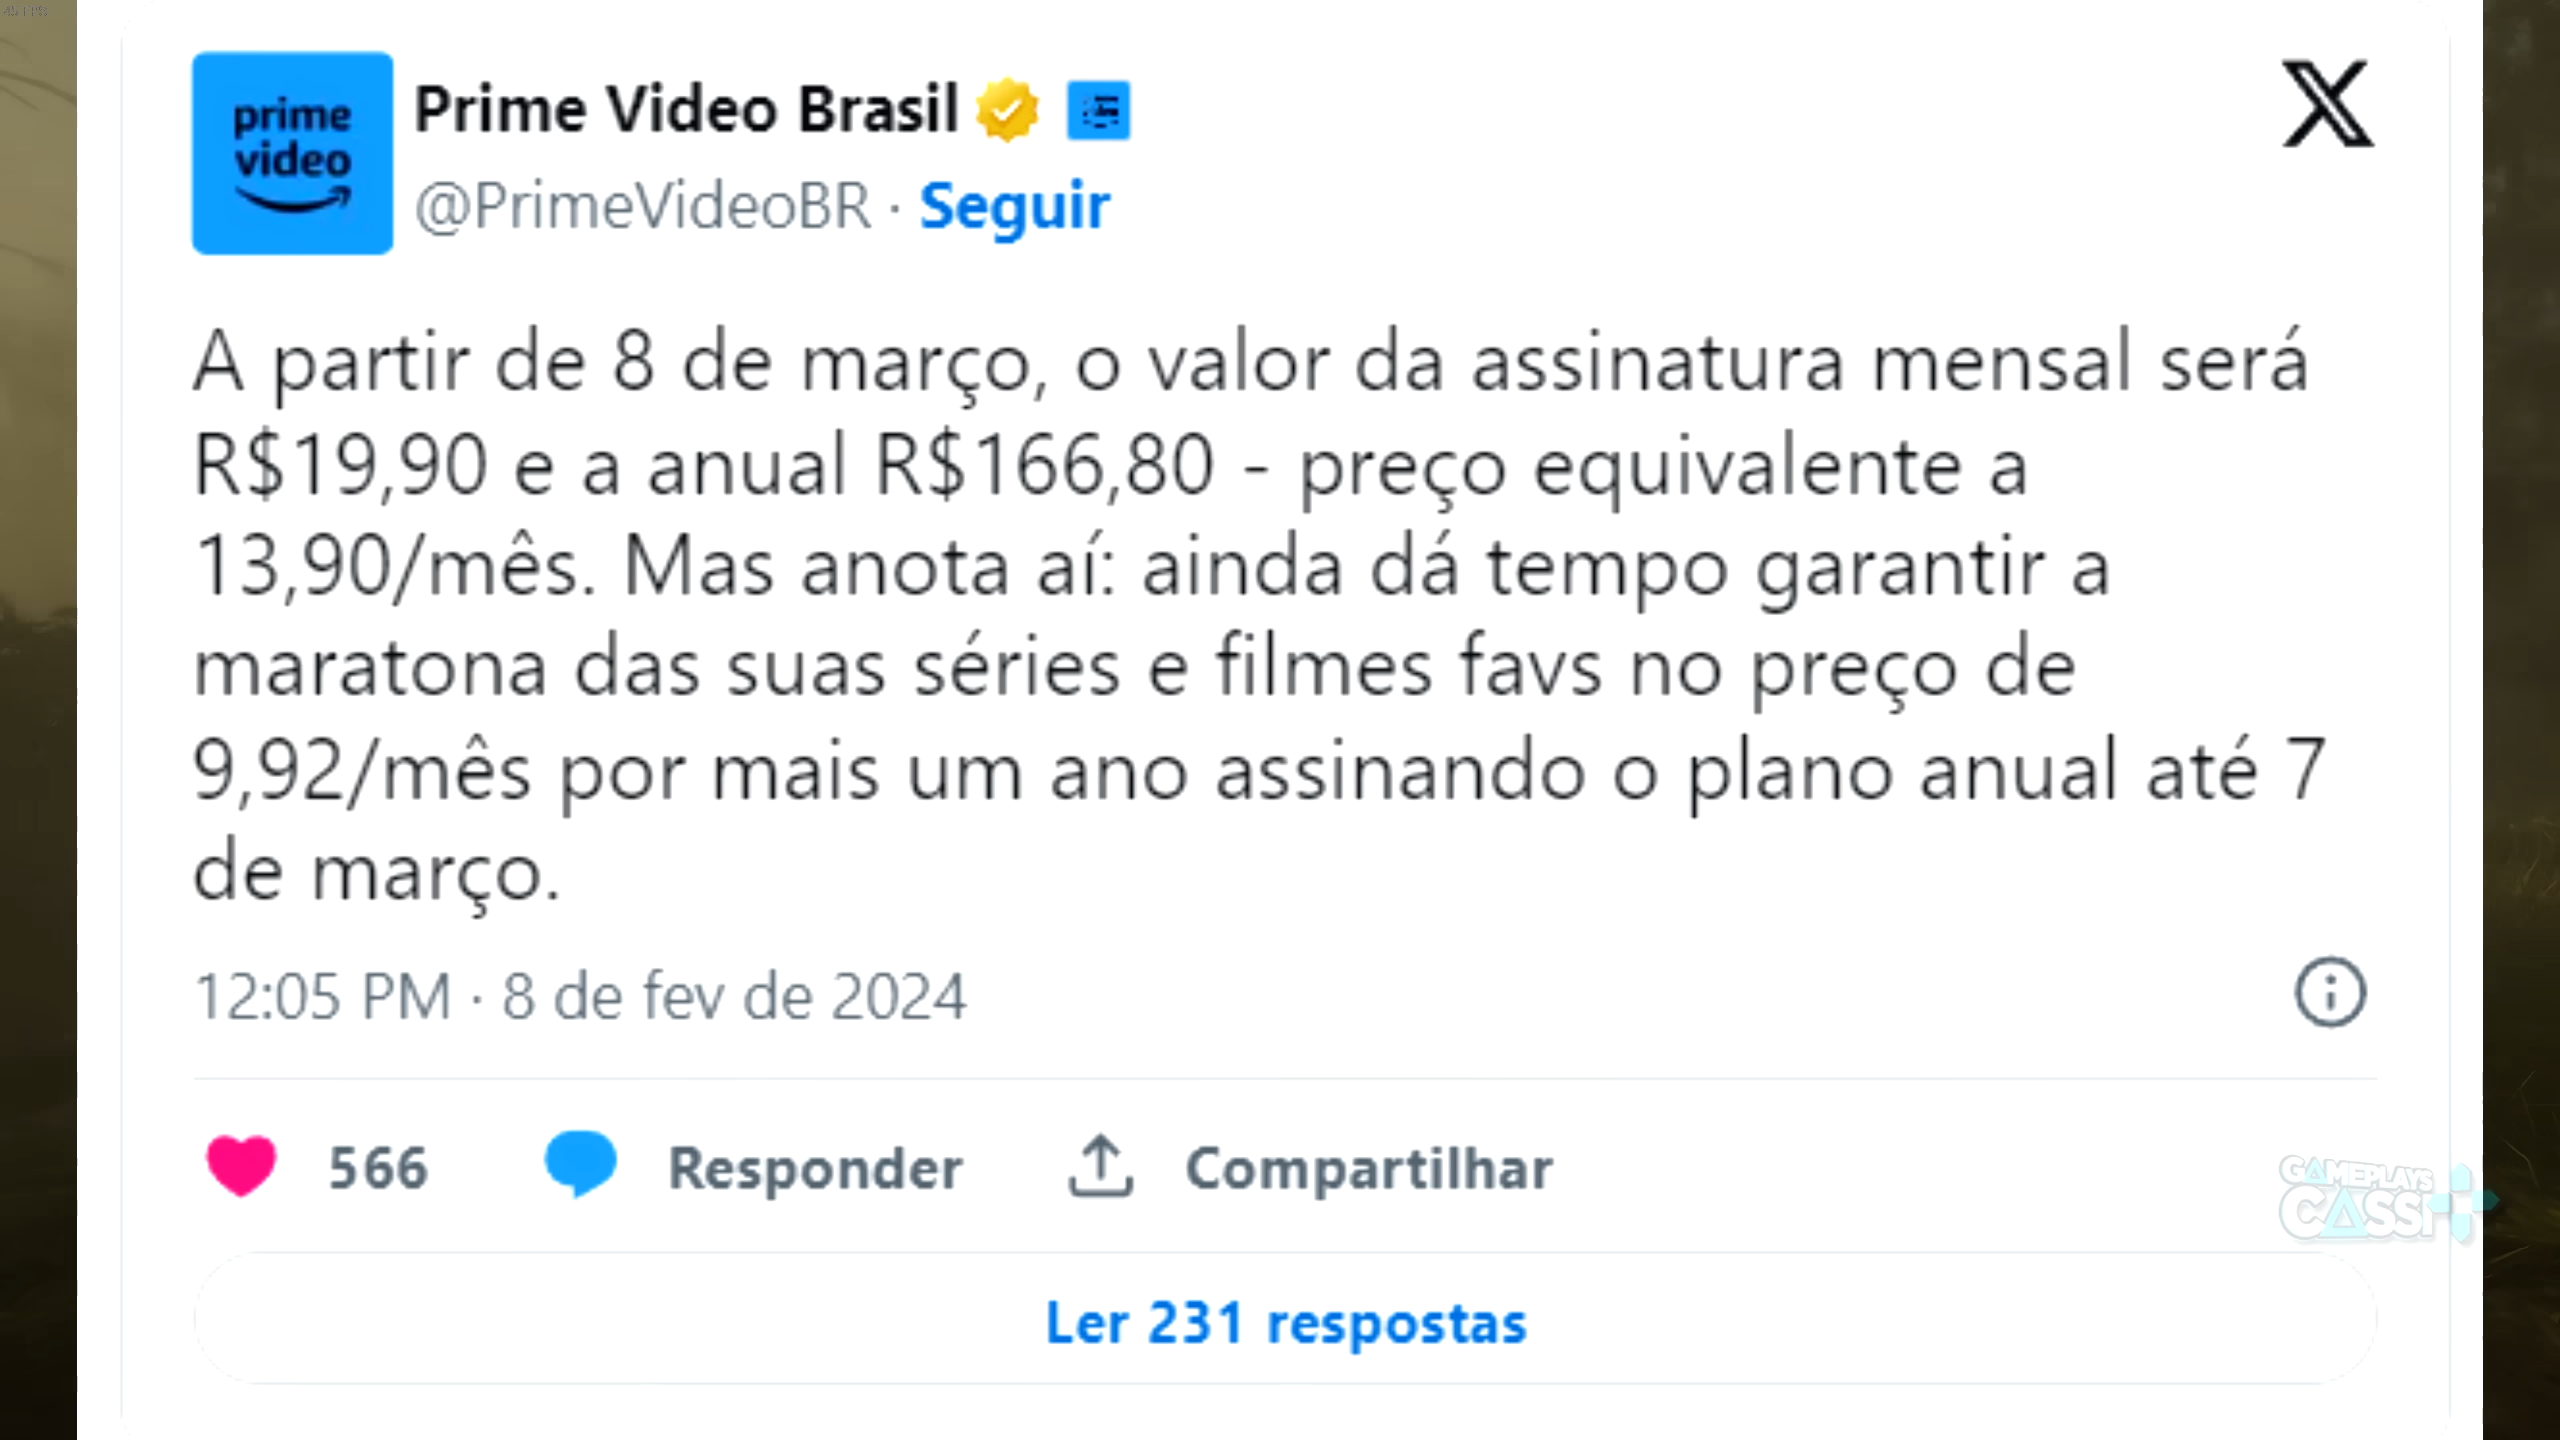 prime
video
Prime Video Brasil
@PrimeVideoBR · Seguir
A partir de 8 de março, o valor da assinatura mensal será
R$19,90 e a anual R$166,80 - preço equivalente a
13,90/mês. Mas anota aí: ainda dá tempo garantir a
maratona das suas séries e filmes favs no preço de
9,92/mês por mais um ano assinando o plano anual até 7
de março.
12:05 PM · 8 de fev de 2024
566 Responder Compartilhar
GAMEPLAYS
CASSI
Ler 231 respostas